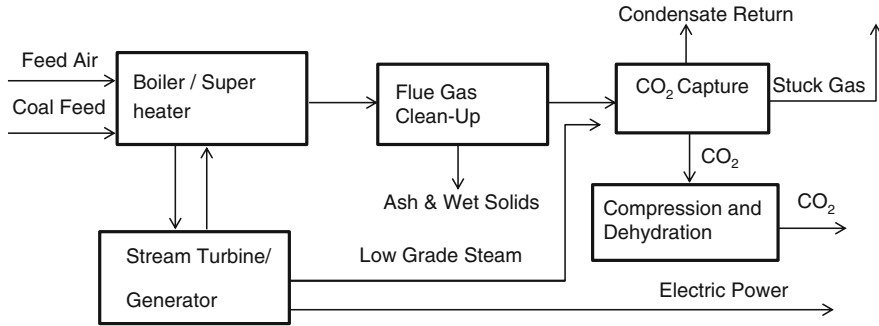 Condensate Return
Feed Air
Coal Feed
Boiler / Super
heater
Flue Gas
Clean-Up
CO2 Capture
Stuck Gas
CO2
Ash & Wet Solids
Compression and
Dehydration
CO2
Stream Turbine/
Generator
Low Grade Steam
Electric Power